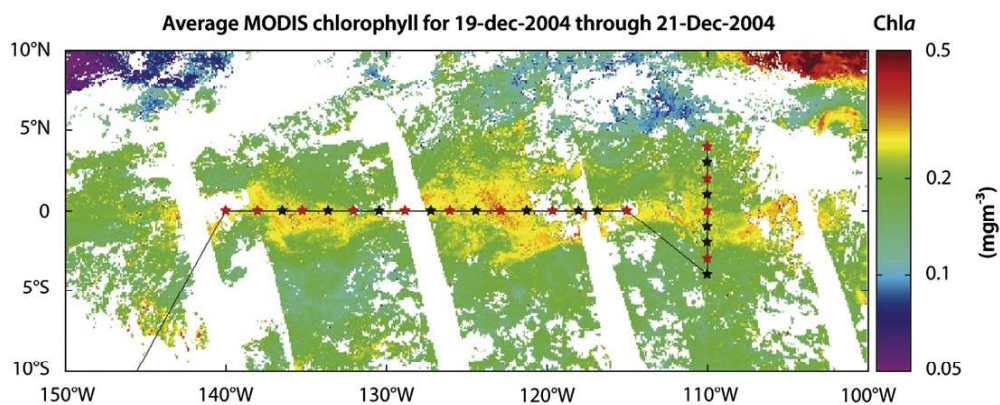 Average MODIS chlorophyll for 19-dec-2004 through 21-Dec-2004
Chla
10°N
5°N
0
5°S
10°S
150°W
140°W
130°W
120°W
110°W
100°W
0.5
0.2
0.1
0.05
(mgm⁻³)